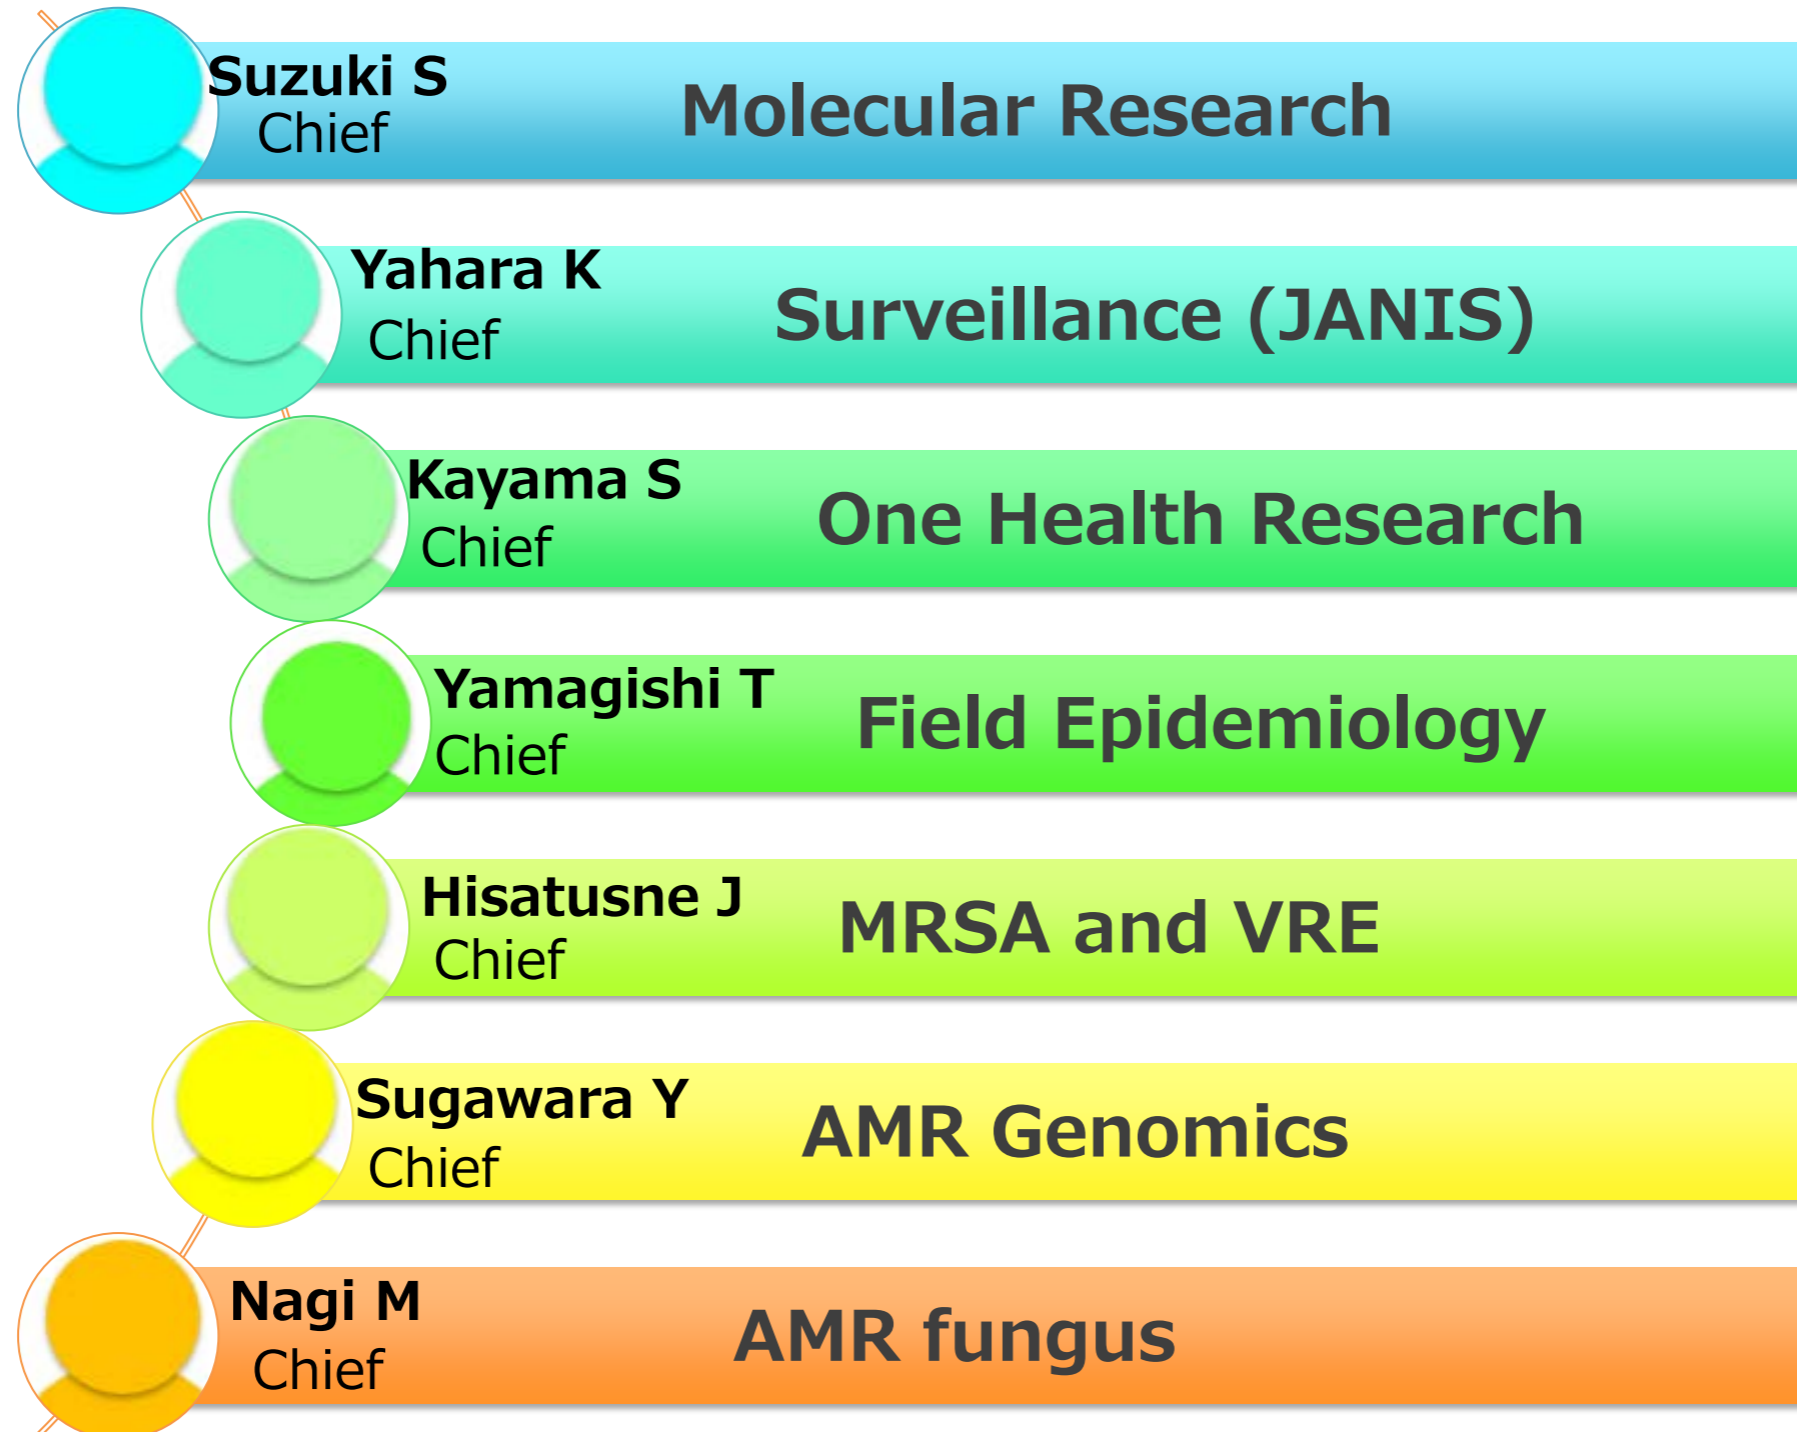 Suzuki S
Chief
Molecular Research
Yahara K
Chief
Surveillance (JANIS)
Kayama S
Chief
One Health Research
Yamagishi T
Chief
Field Epidemiology
Hisatusne J
Chief
MRSA and VRE
Sugawara Y
Chief
AMR Genomics
Nagi M
Chief
AMR fungus